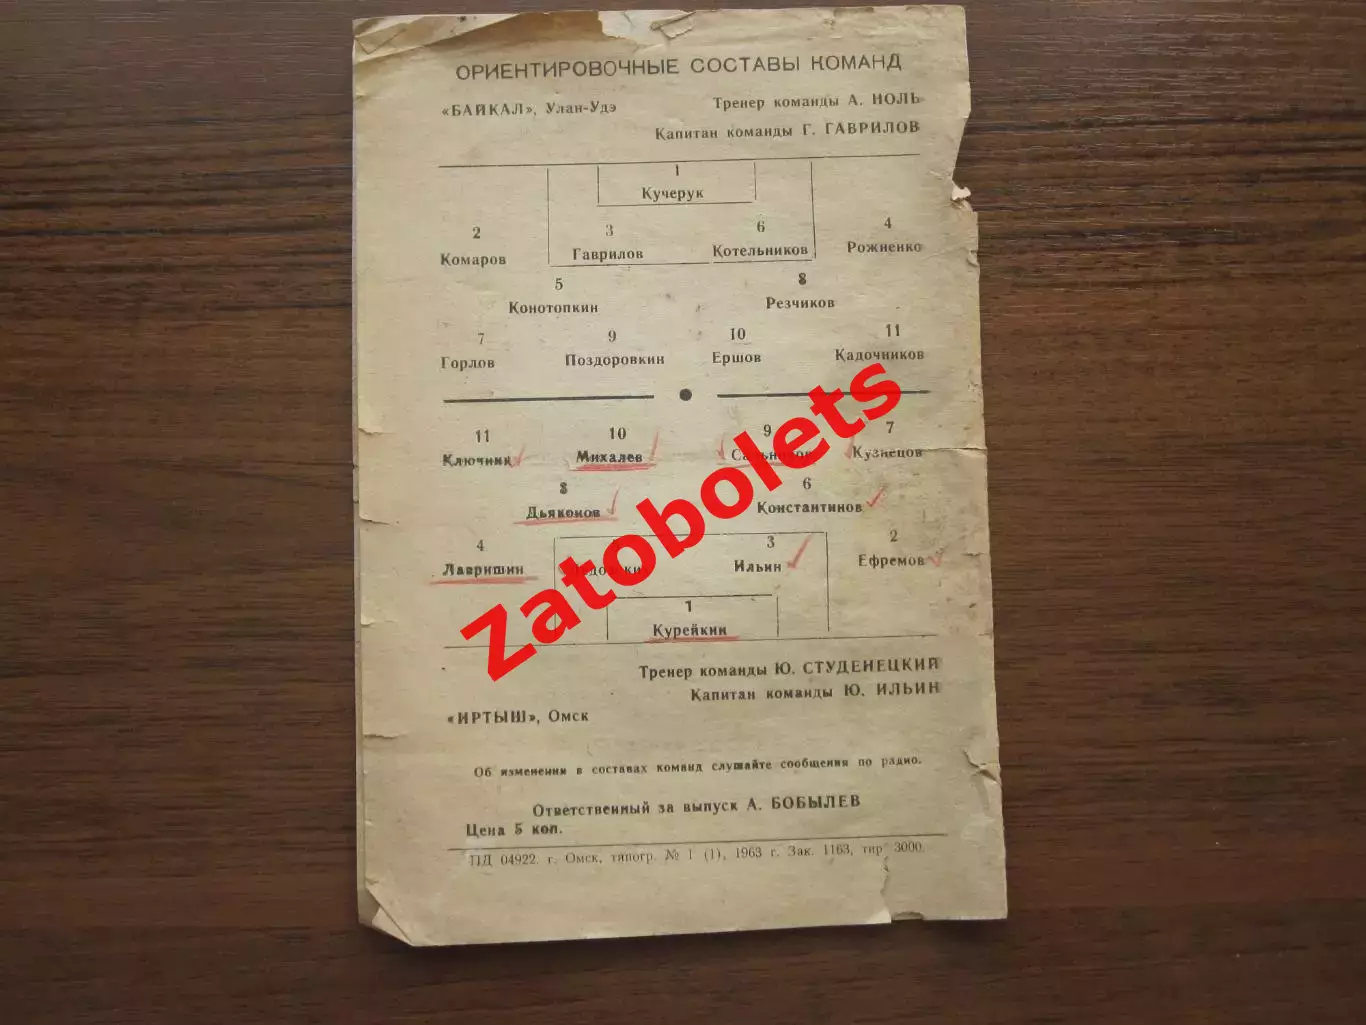 ОРИЕНТИРОВОЧНЫЕ СОСТАВЫ КОМАНД
«БАЙКАЛ», Улан-Удэ Тренер команды А. НОЛЬ
Капитан команды Г. ГАВРИЛОВ
1
Кучерук
2 3 6 4
Комаров Гаврилов Котельников Рожненко
5 8
Конотопкин Резчиков
7 9 10 11
Горлов Поздоровкин Ершов Кадочников
11 10 9 7
Ключник Михалев Сальников Кузнецов
8 6
Дьяконов Константинов
4 3 2
Лавришин Ильин Ефремов
1
Курейкин
Тренер команды Ю. СТУДЕНЕЦКИЙ
Капитан команды Ю. ИЛЬИН
«ИРТЫШ», Омск
Об изменении в составах команд слушайте сообщения по радио.
Ответственный за выпуск А. БОБЫЛЕВ
Цена 5 коп.
ПД 04922. г. Омск, типогр. № 1 (1), 1963 г. Зак. 1163, тир 3000.
Zatobolets